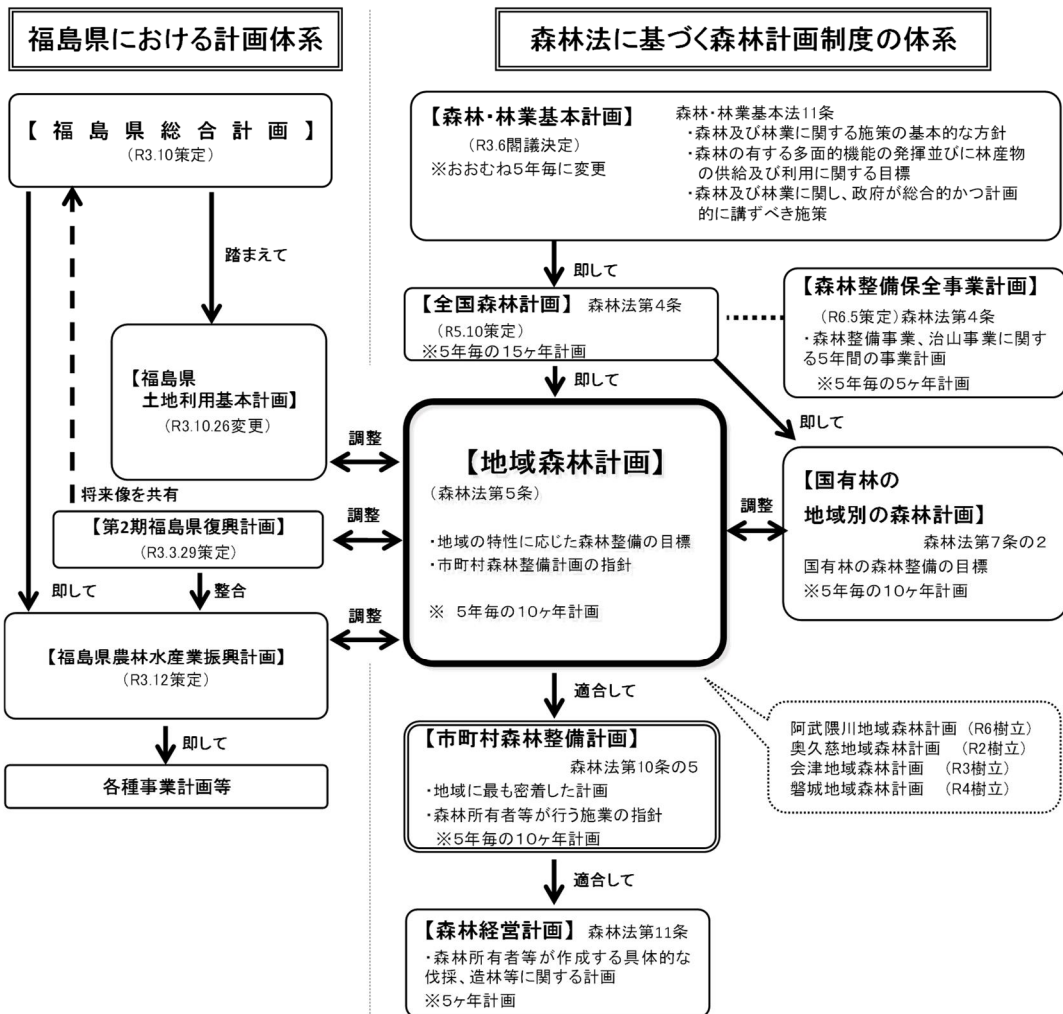 福島県における計画体系
【福島県総合計画】
(R3.10策定)
踏まえて
【福島県
土地利用基本計画】
(R3.10.26変更)
調整
将来像を共有
【第2期福島県復興計画】
(R3.3.29策定)
調整
即して
整合
調整
【福島県農林水産業振興計画】
(R3.12策定)
即して
各種事業計画等
森林法に基づく森林計画制度の体系
【森林・林業基本計画】
(R3.6閣議決定)
※おおむね5年毎に変更
森林・林業基本法11条
・森林及び林業に関する施策の基本的な方針
・森林の有する多面的機能の発揮並びに林産物
の供給及び利用に関する目標
・森林及び林業に関し、政府が総合的かつ計画
的に講ずべき施策
即して
【全国森林計画】 森林法第4条
(R5.10策定)
※5年毎の15ヶ年計画
【森林整備保全事業計画】
(R6.5策定)森林法第4条
・森林整備事業、治山事業に関す
る5年間の事業計画
※5年毎の5ヶ年計画
即して
即して
【地域森林計画】
(森林法第5条)
・地域の特性に応じた森林整備の目標
・市町村森林整備計画の指針
※ 5年毎の10ヶ年計画
調整
【国有林の
地域別の森林計画】
森林法第7条の2
国有林の森林整備の目標
※5年毎の10ヶ年計画
適合して
阿武隈川地域森林計画 (R6樹立)
奥久慈地域森林計画 (R2樹立)
会津地域森林計画 (R3樹立)
磐城地域森林計画 (R4樹立)
【市町村森林整備計画】
森林法第10条の5
・地域に最も密着した計画
・森林所有者等が行う施業の指針
※5年毎の10ヶ年計画
適合して
【森林経営計画】 森林法第11条
・森林所有者等が作成する具体的な
伐採、造林等に関する計画
※5ヶ年計画